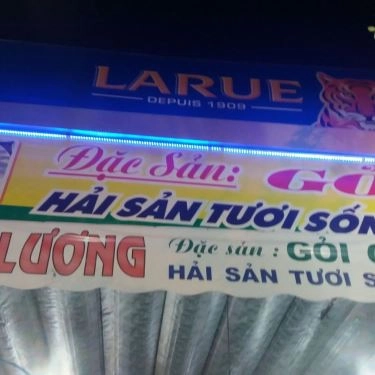 LARUE
DEPUIS 1909
Đặc Sản:
HẢI SẢN TƯƠI SỐN
LƯƠNG
Đặc sản : GỎI
HẢI SẢN TƯƠI S